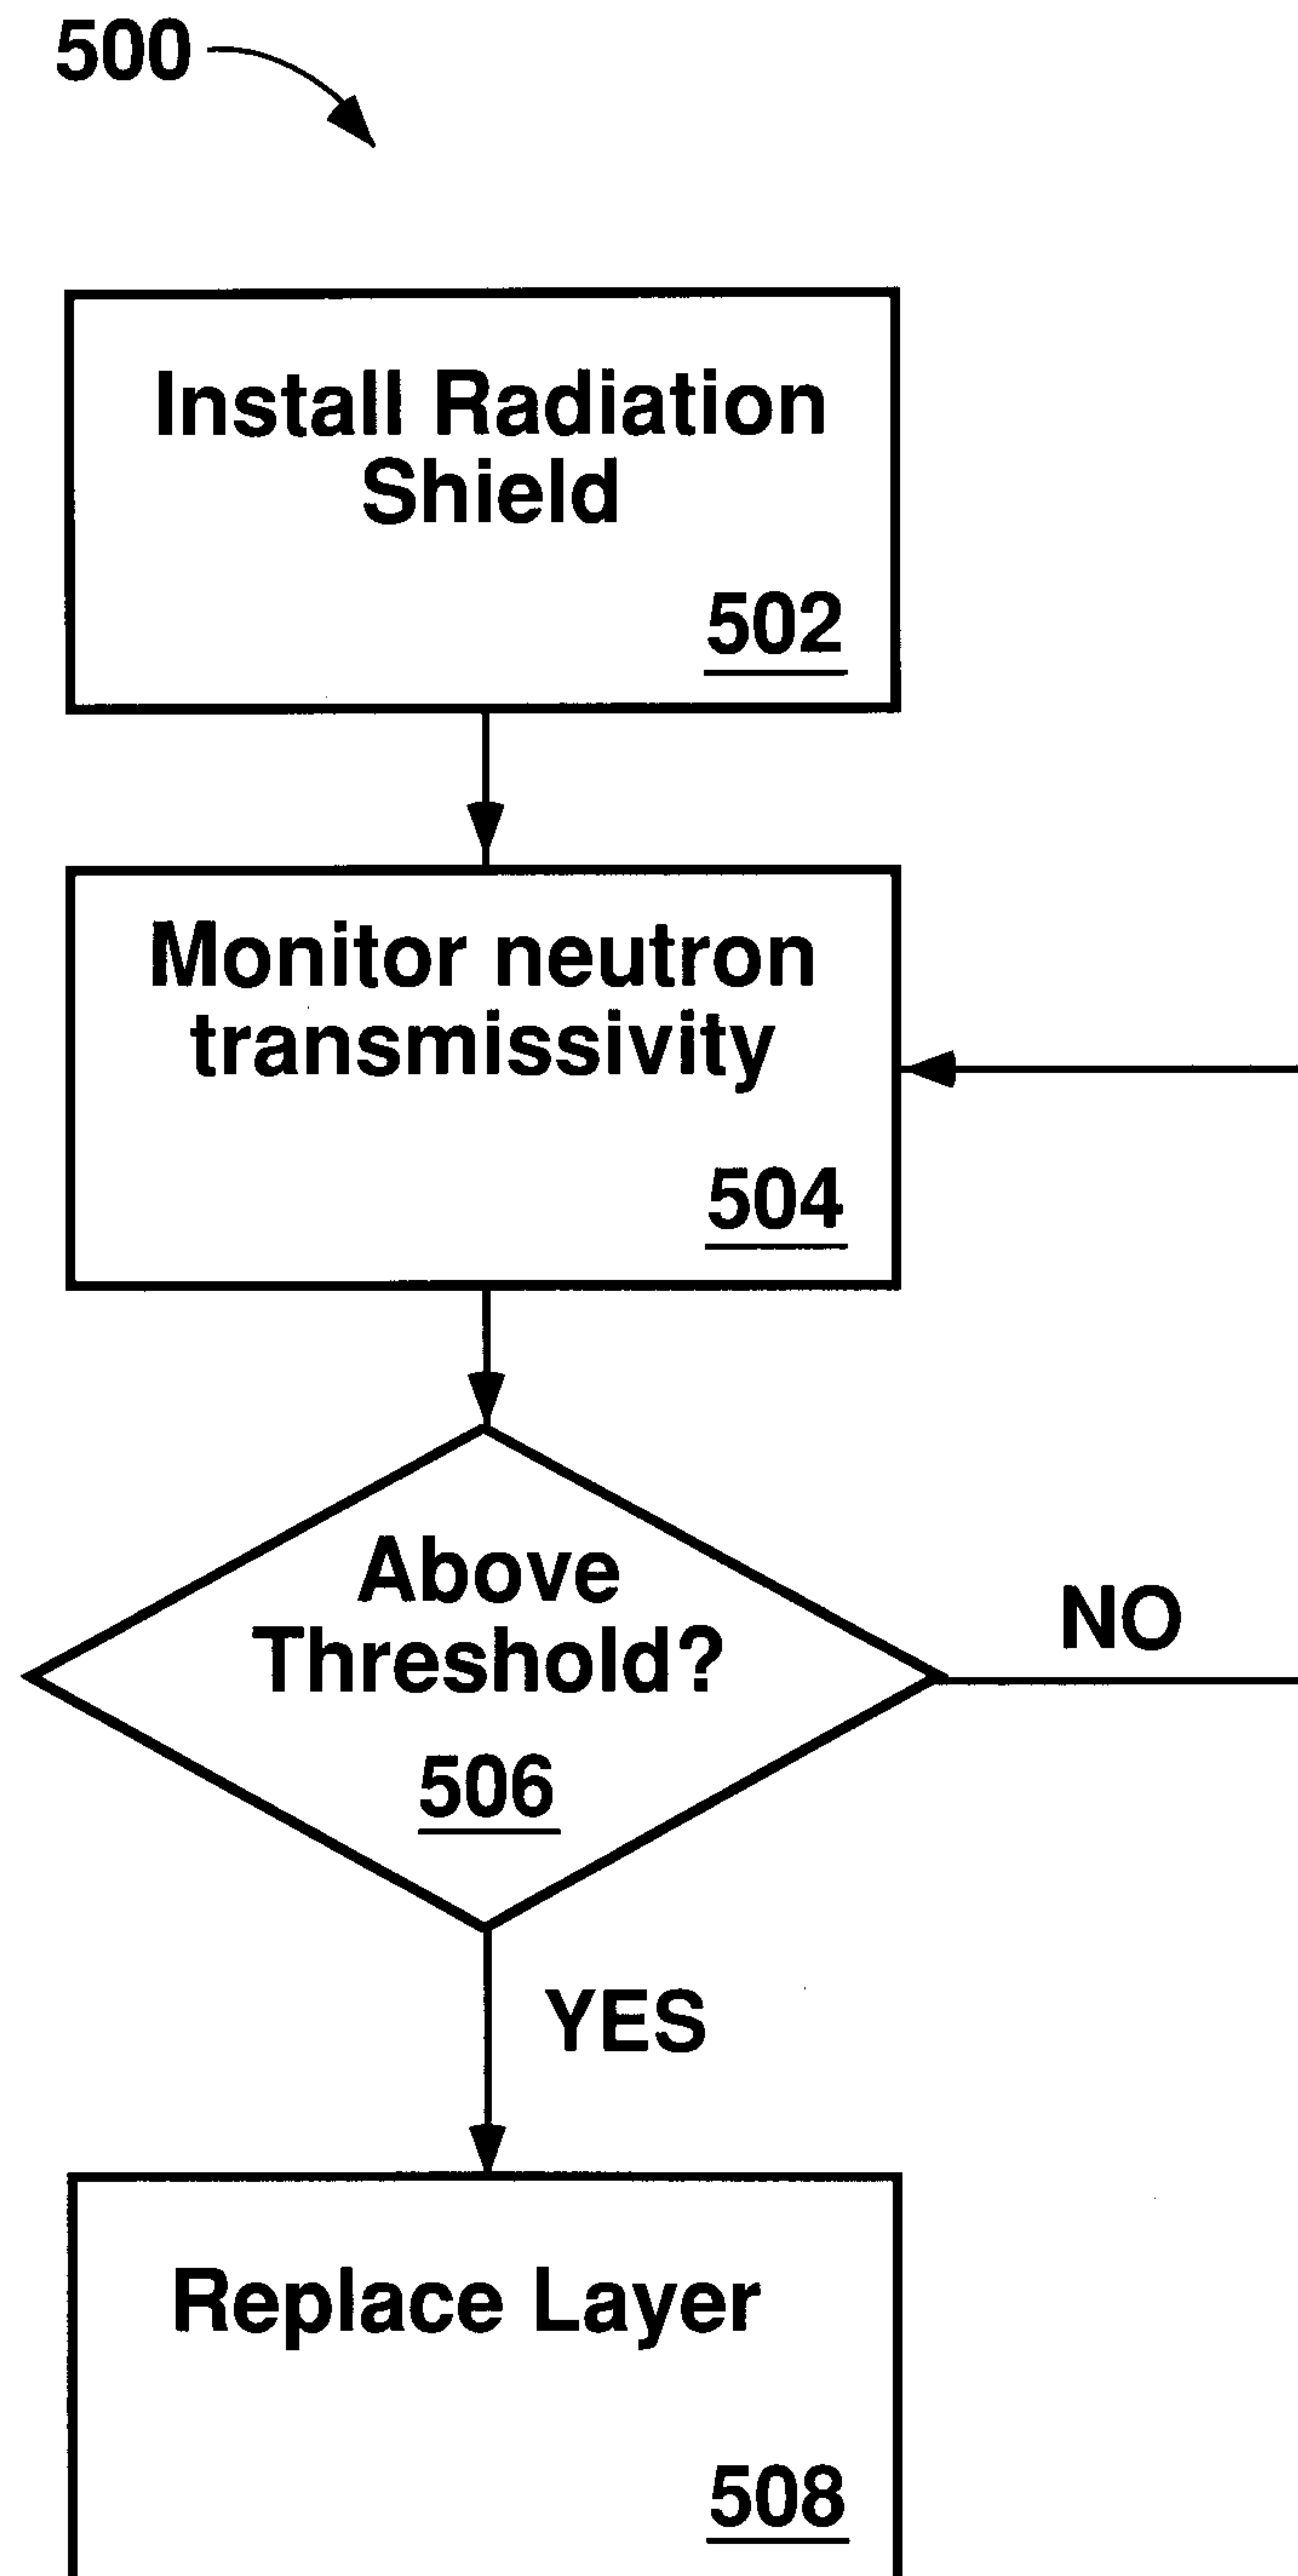 500
Install Radiation
Shield
502
Monitor neutron
transmissivity
504
Above
Threshold?
506
NO
YES
Replace Layer
508